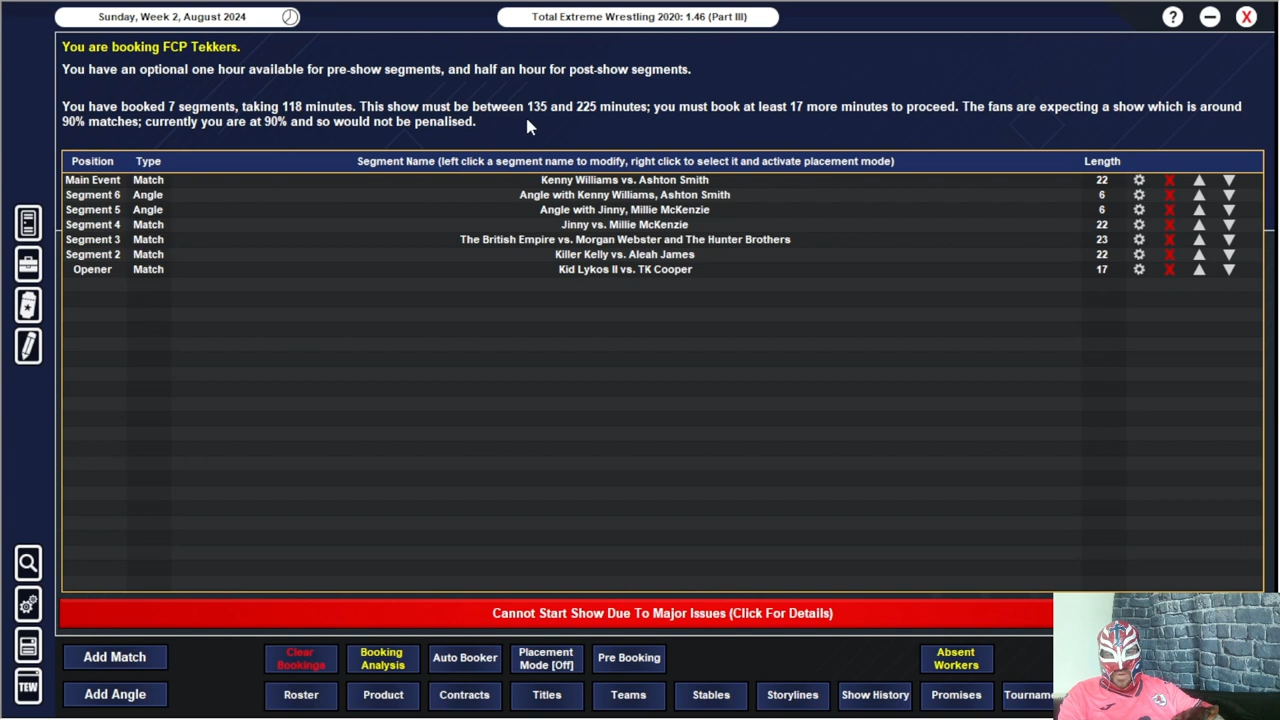 Sunday, Week 2, August 2024
Total Extreme Wrestling 2020: 1.46 (Part III)
? X
You are booking FCP Tekkers.
You have an optional one hour available for pre-show segments, and half an hour for post-show segments.
You have booked 7 segments, taking 118 minutes. This show must be between 135 and 225 minutes; you must book at least 17 more minutes to proceed. The fans are expecting a show which is around
90% matches; currently you are at 90% and so would not be penalised.
Position Type Segment Name (left click a segment name to modify, right click to select it and activate placement mode) Length
Main Event Match Kenny Williams vs. Ashton Smith 22 X
Segment 6 Angle Angle with Kenny Williams, Ashton Smith 6 X
Segment 5 Angle Angle with Jinny, Millie McKenzie 6 X
Segment 4 Match Jinny vs. Millie McKenzie 22 X
Segment 3 Match The British Empire vs. Morgan Webster and The Hunter Brothers 23 X
Segment 2 Match Killer Kelly vs. Aleah James 22 X
Opener Match Kid Lykos II vs. TK Cooper 17 X
Cannot Start Show Due To Major Issues (Click For Details)
Add Match
Clear
Bookings
Booking
Analysis
Auto Booker
Placement
Mode [Off]
Pre Booking
Absent
Workers
TEW
Add Angle Roster Product Contracts Titles Teams Stables Storylines Show History Promises Tourname